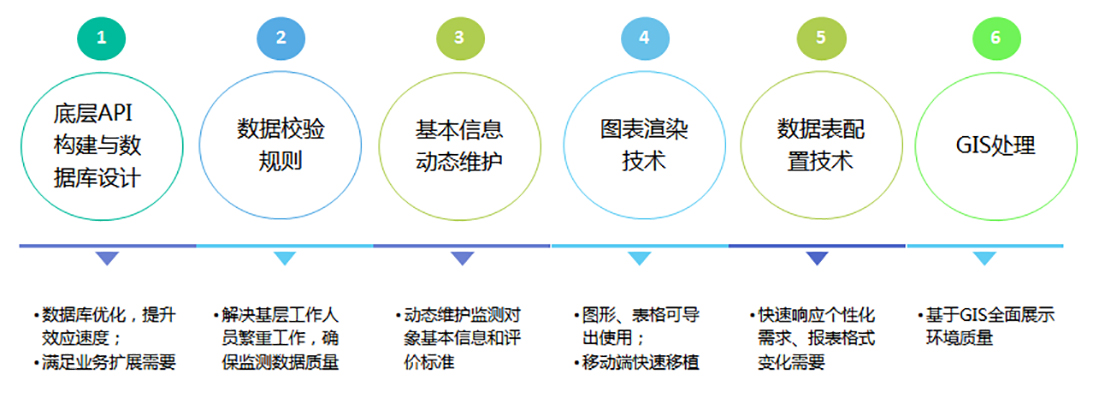 1
2
3
4
5
6
底层API
构建与数
据库设计
数据校验
规则
基本信息
动态维护
图表渲染
技术
数据表配
置技术
GIS处理
•数据库优化，提升
效应速度；
•满足业务扩展需要
•解决基层工作人
员繁重工作，确
保监测数据质量
•动态维护监测对
象基本信息和评
价标准
•图形、表格可导
出使用；
•移动端快速移植
•快速响应个性化
需求、报表格式
变化需要
•基于GIS全面展示
环境质量